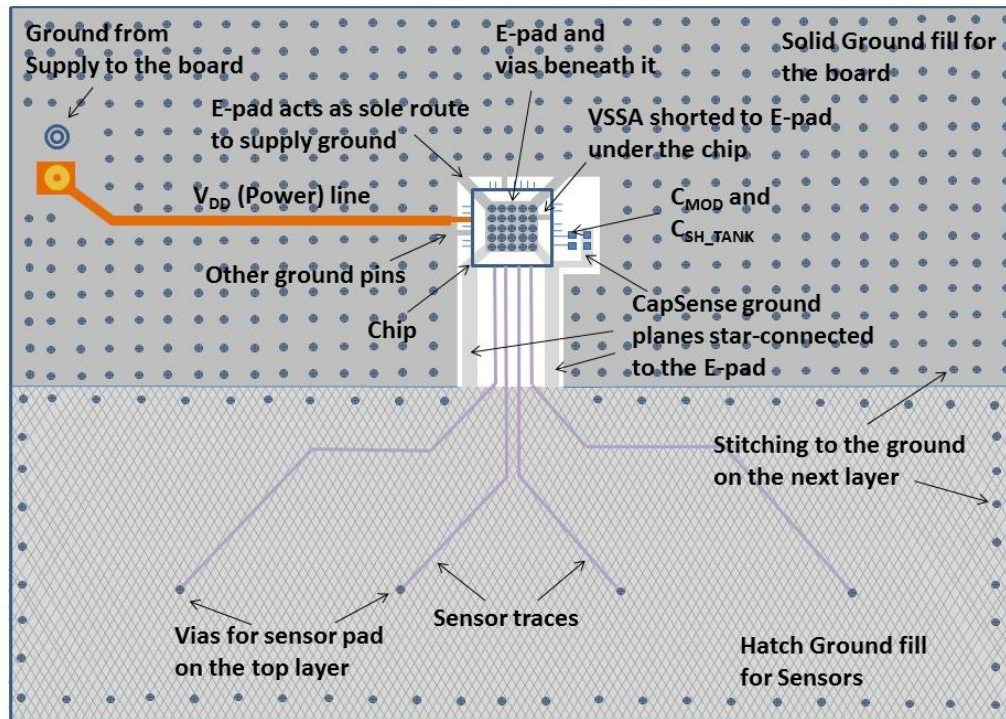 Ground from
Supply to the board
E-pad and
vias beneath it
Solid Ground fill for
the board
E-pad acts as sole route
to supply ground
VSSA shorted to E-pad
under the chip
VDD (Power) line
CMOD and
CSH_TANK
Other ground pins
Chip
CapSense ground
planes star-connected
to the E-pad
Stitching to the ground
on the next layer
Vias for sensor pad
on the top layer
Sensor traces
Hatch Ground fill
for Sensors